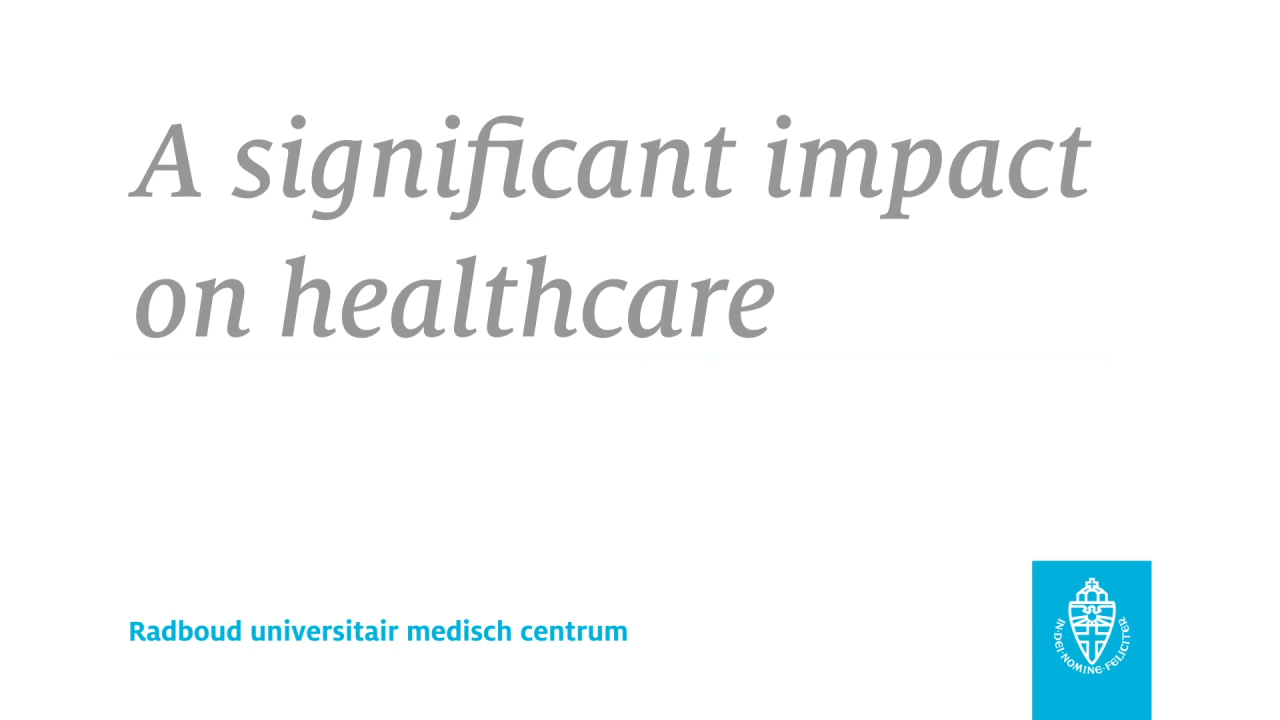 A significant impact
on healthcare
Radboud universitair medisch centrum
IN·DEI·NOMINE·FELICITER